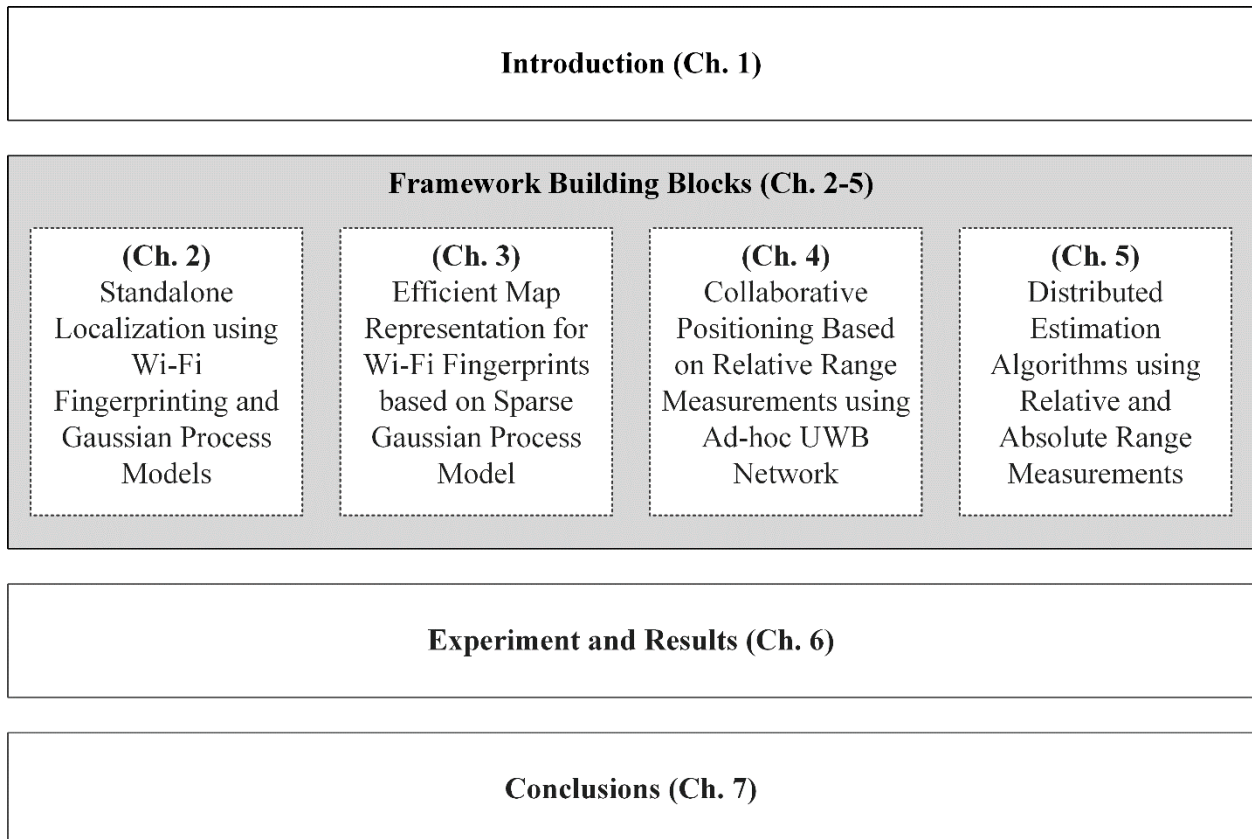 Introduction (Ch. 1)
Framework Building Blocks (Ch. 2-5)
(Ch. 2)
Standalone
Localization using
Wi-Fi
Fingerprinting and
Gaussian Process
Models
(Ch. 3)
Efficient Map
Representation for
Wi-Fi Fingerprints
based on Sparse
Gaussian Process
Model
(Ch. 4)
Collaborative
Positioning Based
on Relative Range
Measurements using
Ad-hoc UWB
Network
(Ch. 5)
Distributed
Estimation
Algorithms using
Relative and
Absolute Range
Measurements
Experiment and Results (Ch. 6)
Conclusions (Ch. 7)